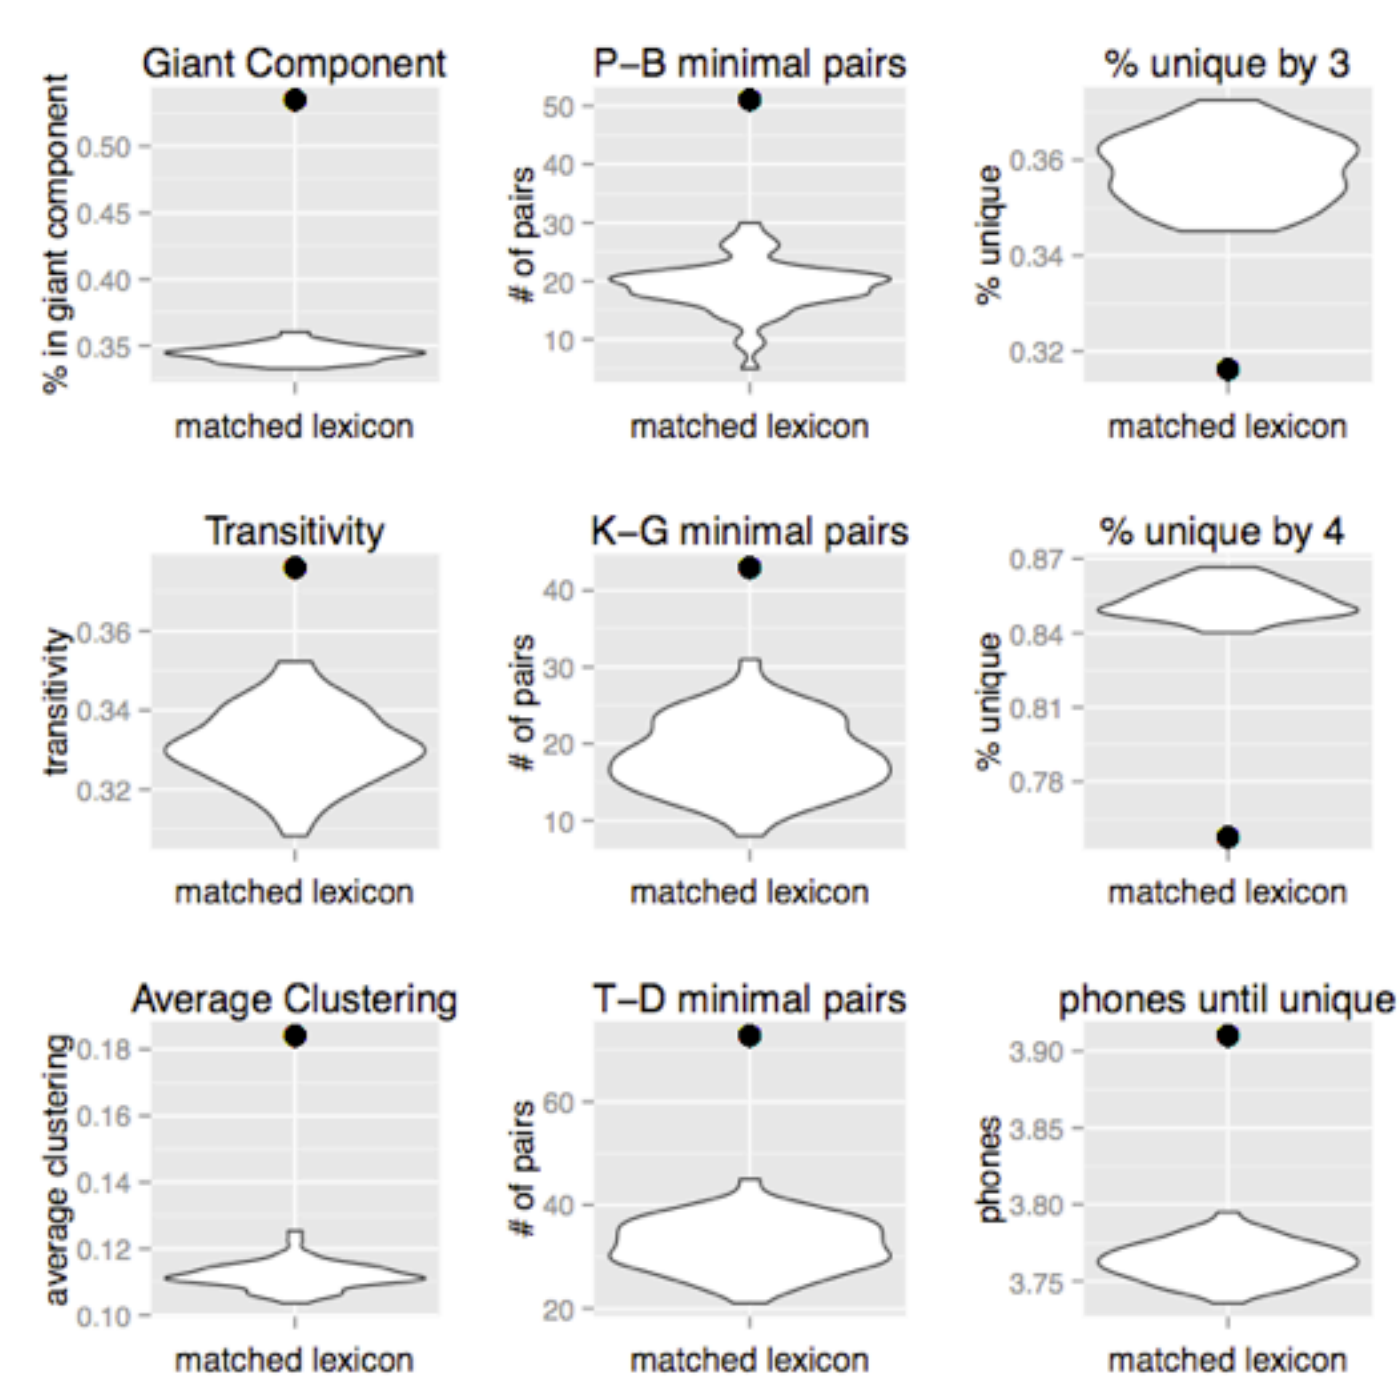 Giant Component
% in giant component
0.50
0.45
0.40
0.35
matched lexicon
P–B minimal pairs
# of pairs
50
40
30
20
10
matched lexicon
% unique by 3
% unique
0.36
0.34
0.32
matched lexicon
Transitivity
transitivity
0.36
0.34
0.32
matched lexicon
K–G minimal pairs
# of pairs
40
30
20
10
matched lexicon
% unique by 4
% unique
0.87
0.84
0.81
0.78
matched lexicon
Average Clustering
average clustering
0.18
0.16
0.14
0.12
0.10
matched lexicon
T–D minimal pairs
# of pairs
60
40
20
matched lexicon
phones until unique
phones
3.90
3.85
3.80
3.75
matched lexicon